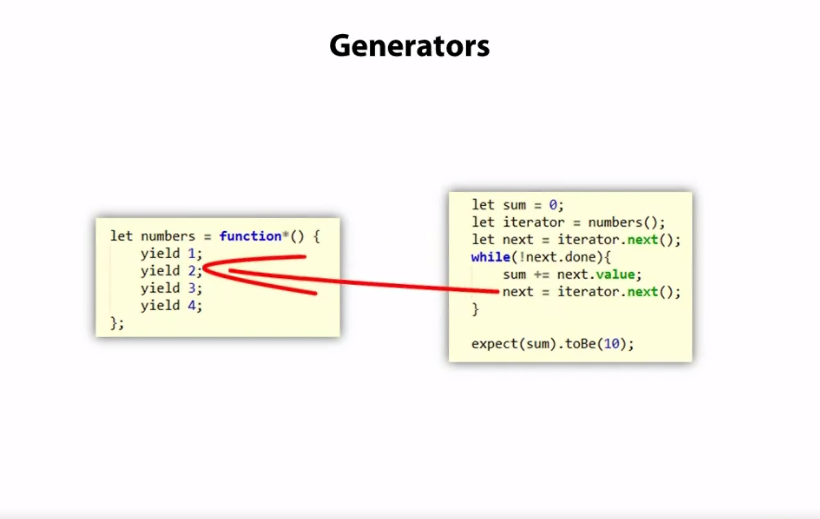 Generators
let numbers = function*() {
yield 1;
yield 2;
yield 3;
yield 4;
};
let sum = 0;
let iterator = numbers();
let next = iterator.next();
while(!next.done){
sum += next.value;
next = iterator.next();
}
expect(sum).toBe(10);